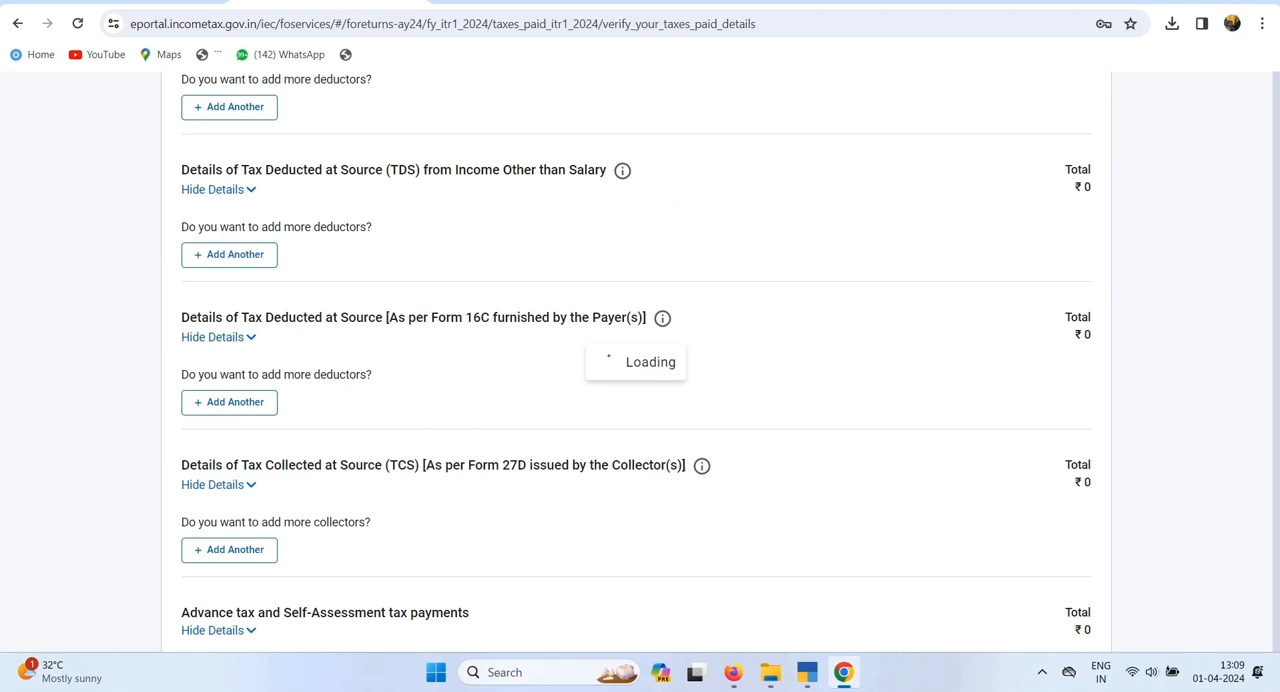 eportal.incometax.gov.in/iec/foservices/#/foreturns-ay24/fy_itr1_2024/taxes_paid_itr1_2024/verify_your_taxes_paid_details
Home YouTube Maps ... 99+ (142) WhatsApp
Do you want to add more deductors?
+ Add Another
Details of Tax Deducted at Source (TDS) from Income Other than Salary Total
Hide Details ₹ 0
Do you want to add more deductors?
+ Add Another
Details of Tax Deducted at Source [As per Form 16C furnished by the Payer(s)] Total
Hide Details ₹ 0
Loading
Do you want to add more deductors?
+ Add Another
Details of Tax Collected at Source (TCS) [As per Form 27D issued by the Collector(s)] Total
Hide Details ₹ 0
Do you want to add more collectors?
+ Add Another
Advance tax and Self-Assessment tax payments Total
Hide Details ₹ 0
1 32°C
Mostly sunny
Search
PRE
ENG
IN
13:09
01-04-2024